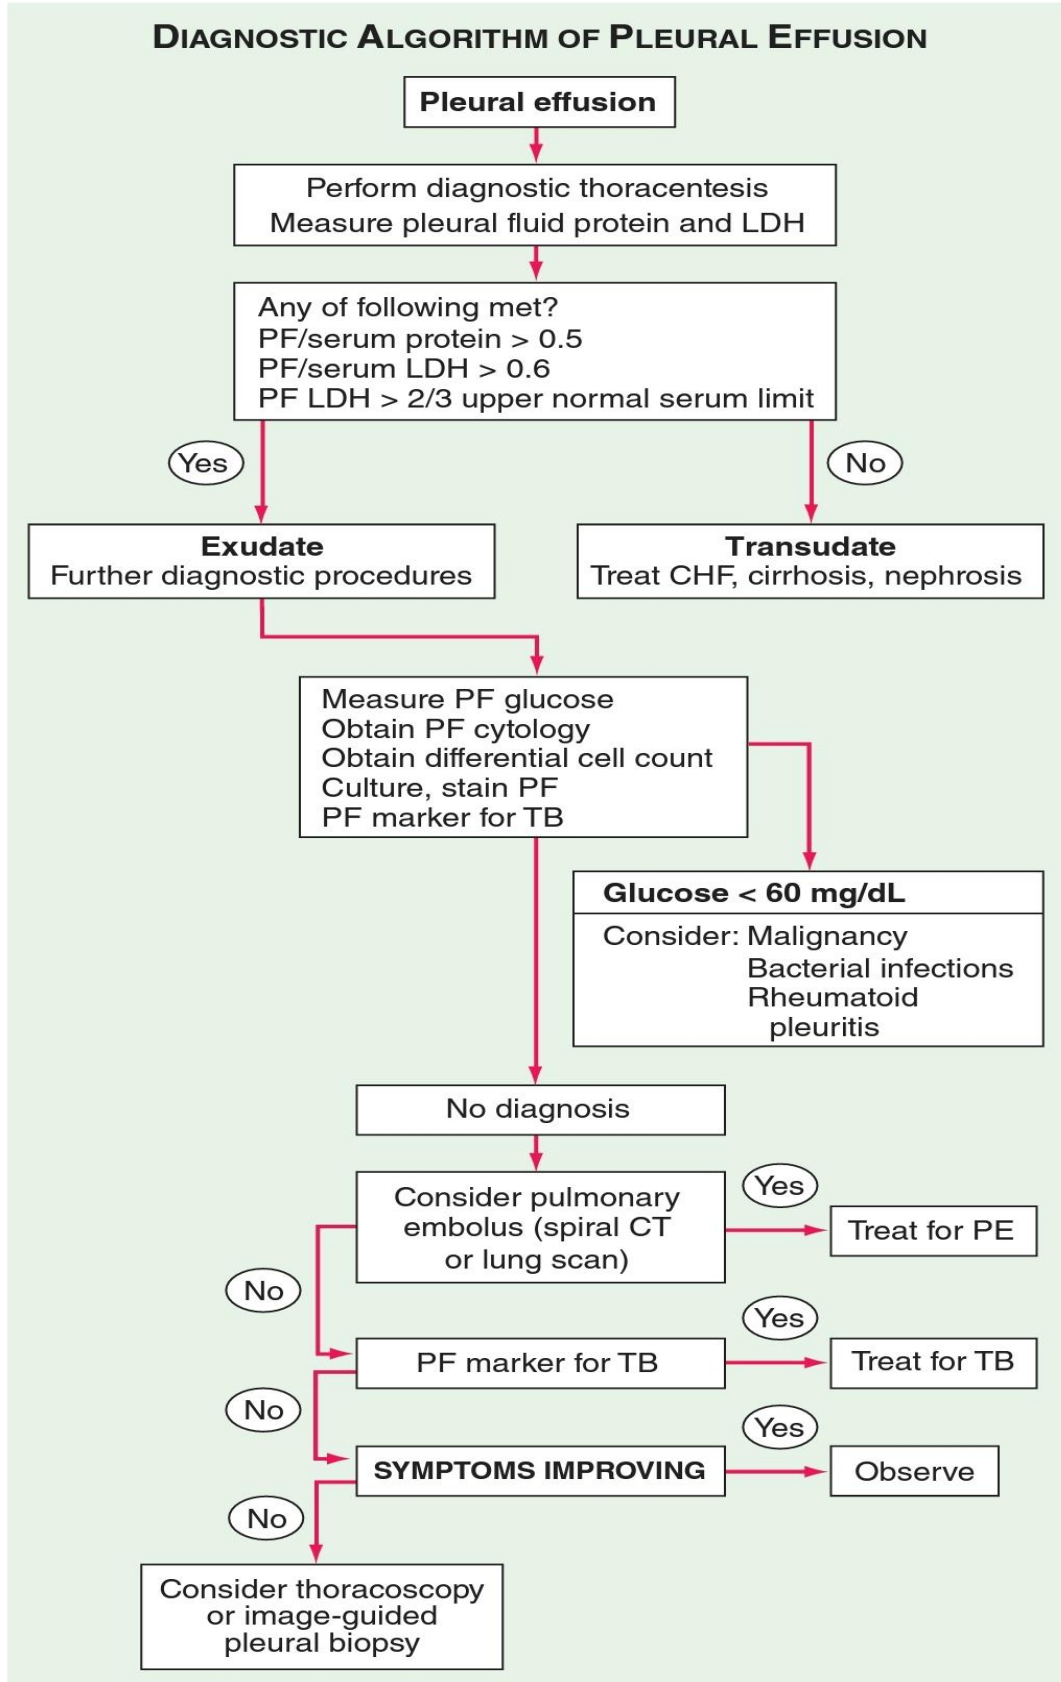 DIAGNOSTIC ALGORITHM OF PLEURAL EFFUSION
Pleural effusion
Perform diagnostic thoracentesis
Measure pleural fluid protein and LDH
Any of following met?
PF/serum protein > 0.5
PF/serum LDH > 0.6
PF LDH > 2/3 upper normal serum limit
Yes
No
Exudate
Further diagnostic procedures
Transudate
Treat CHF, cirrhosis, nephrosis
Measure PF glucose
Obtain PF cytology
Obtain differential cell count
Culture, stain PF
PF marker for TB
Glucose < 60 mg/dL
Consider: Malignancy
Bacterial infections
Rheumatoid
pleuritis
No diagnosis
Consider pulmonary
embolus (spiral CT
or lung scan)
Yes
Treat for PE
No
PF marker for TB
Yes
Treat for TB
No
SYMPTOMS IMPROVING
Yes
Observe
No
Consider thoracoscopy
or image-guided
pleural biopsy